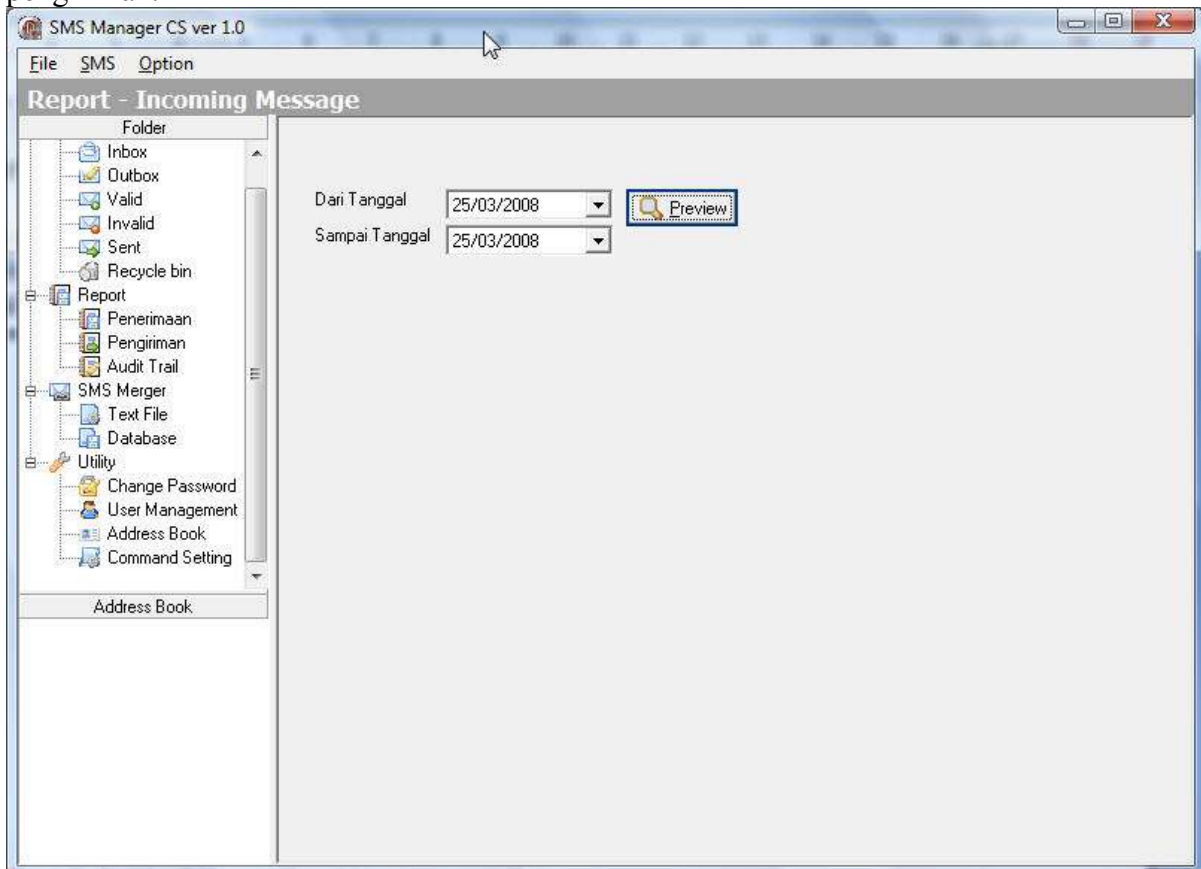 SMS Manager CS ver 1.0
File SMS Option
Report - Incoming Message
Folder
Inbox
Outbox
Valid
Invalid
Sent
Recycle bin
Report
Penerimaan
Pengiriman
Audit Trail
SMS Merger
Text File
Database
Utility
Change Password
User Management
Address Book
Command Setting
Address Book
Dari Tanggal 25/03/2008 Preview
Sampai Tanggal 25/03/2008